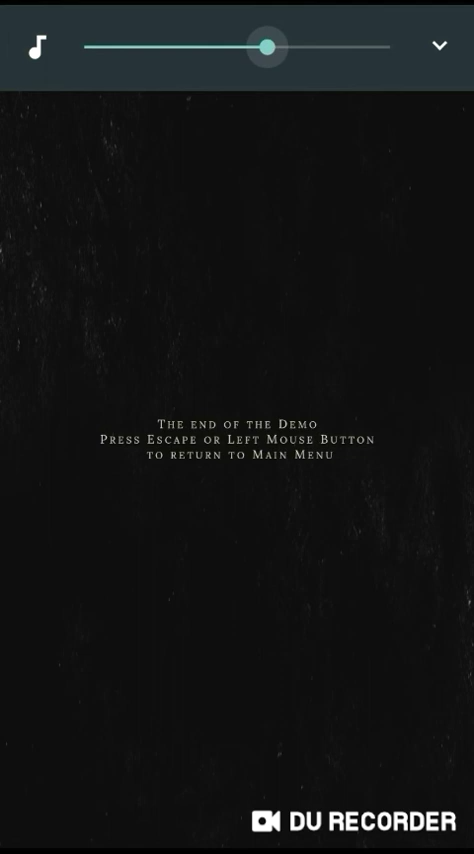 The end of the Demo
Press Escape or Left Mouse Button
to return to Main Menu
DU RECORDER